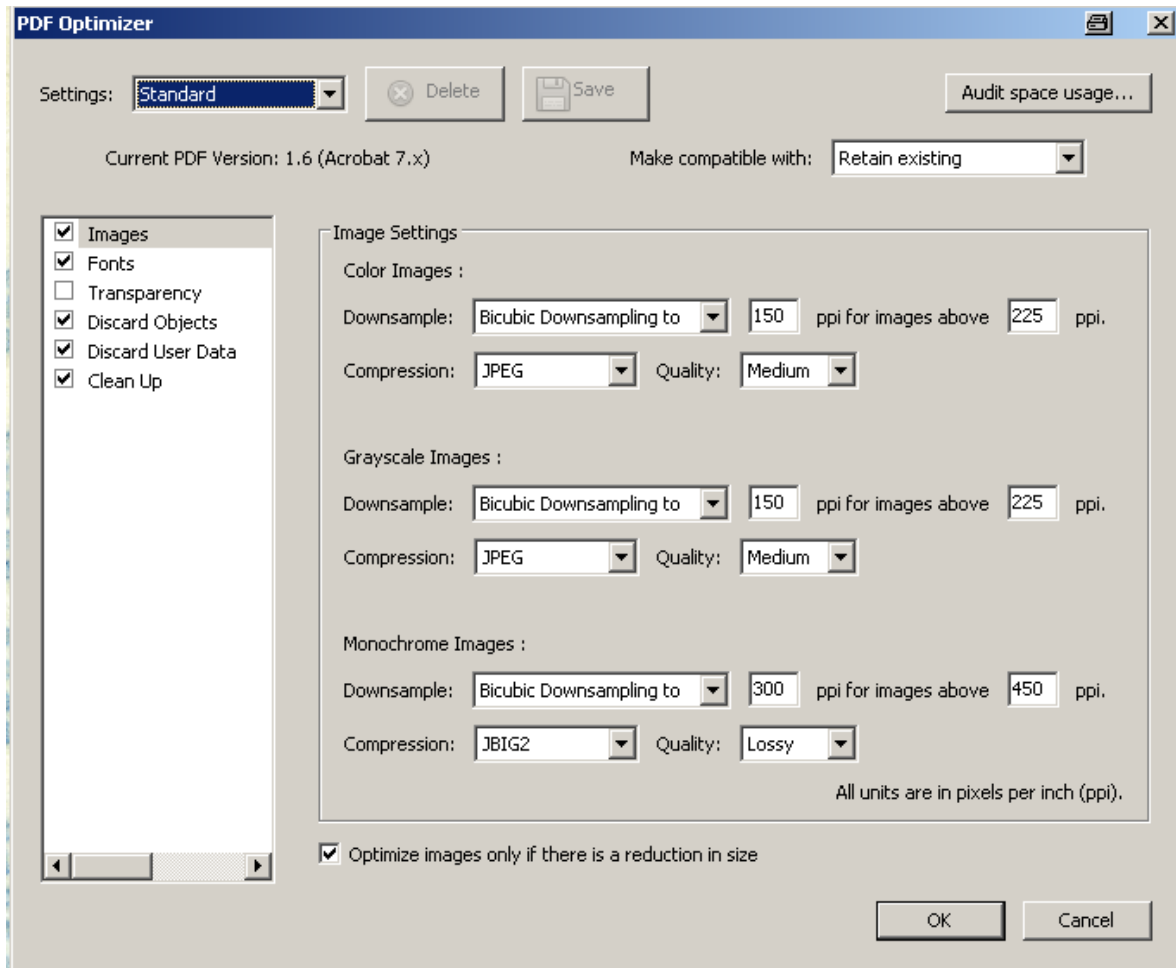 PDF Optimizer
Settings: Standard Delete Save Audit space usage...
Current PDF Version: 1.6 (Acrobat 7.x) Make compatible with: Retain existing
Images
Fonts
Transparency
Discard Objects
Discard User Data
Clean Up
Image Settings
Color Images :
Downsample: Bicubic Downsampling to 150 ppi for images above 225 ppi.
Compression: JPEG Quality: Medium
Grayscale Images :
Downsample: Bicubic Downsampling to 150 ppi for images above 225 ppi.
Compression: JPEG Quality: Medium
Monochrome Images :
Downsample: Bicubic Downsampling to 300 ppi for images above 450 ppi.
Compression: JBIG2 Quality: Lossy
All units are in pixels per inch (ppi).
Optimize images only if there is a reduction in size
OK Cancel